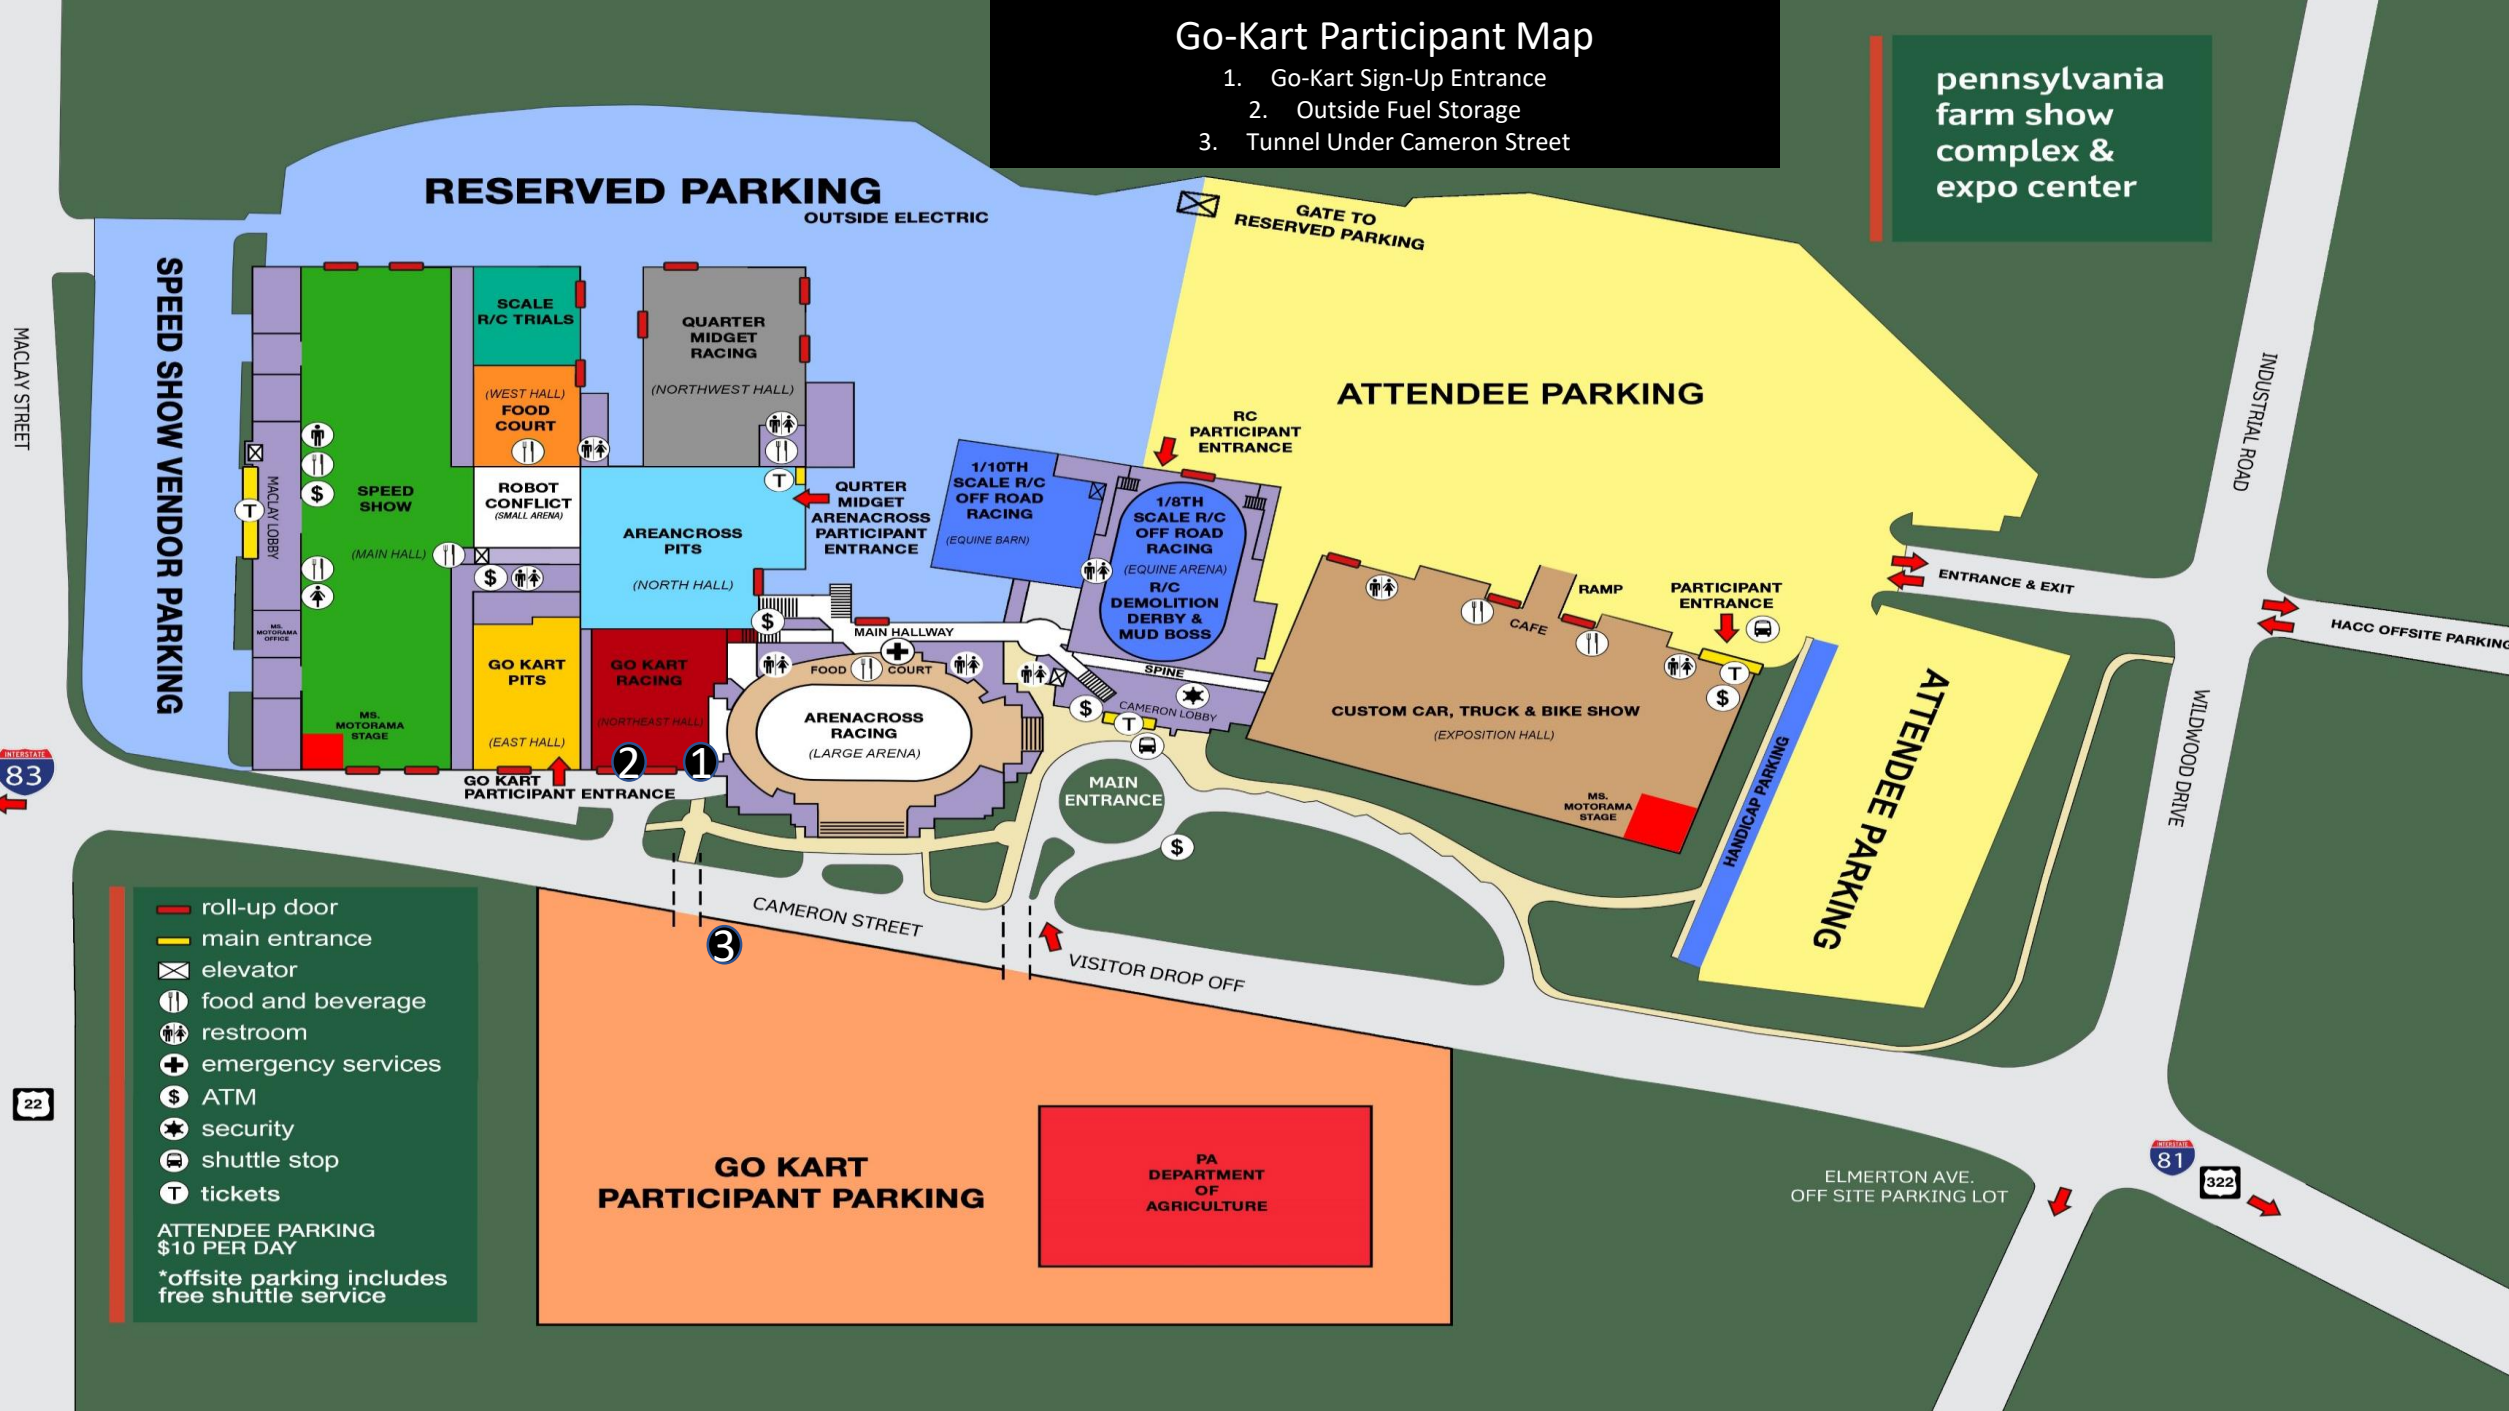 Go-Kart Participant Map
1. Go-Kart Sign-Up Entrance
2. Outside Fuel Storage
3. Tunnel Under Cameron Street
pennsylvania
farm show
complex &
expo center
RESERVED PARKING
OUTSIDE ELECTRIC
GATE TO
RESERVED PARKING
SPEED SHOW VENDOR PARKING
MACLAY STREET
SCALE
R/C TRIALS
QUARTER
MIDGET
RACING
(NORTHWEST HALL)
(WEST HALL)
FOOD
COURT
ATTENDEE PARKING
RC
PARTICIPANT
ENTRANCE
INDUSTRIAL ROAD
MACLAY LOBBY
T
$
SPEED
SHOW
(MAIN HALL)
ROBOT
CONFLICT
(SMALL ARENA)
$
T
QURTER
MIDGET
ARENACROSS
PARTICIPANT
ENTRANCE
AREANCROSS
PITS
(NORTH HALL)
1/10TH
SCALE R/C
OFF ROAD
RACING
(EQUINE BARN)
1/8TH
SCALE R/C
OFF ROAD
RACING
(EQUINE ARENA)
R/C
DEMOLITION
DERBY &
MUD BOSS
RAMP
CAFE
PARTICIPANT
ENTRANCE
T
$
ENTRANCE & EXIT
HACC OFFSITE PARKING
MS.
MOTORAMA
OFFICE
$
MAIN HALLWAY
FOOD COURT
SPINE
GO KART
PITS
(EAST HALL)
GO KART
RACING
(NORTHEAST HALL)
ARENACROSS
RACING
(LARGE ARENA)
$
CAMERON LOBBY
T
CUSTOM CAR, TRUCK & BIKE SHOW
(EXPOSITION HALL)
MS.
MOTORAMA
STAGE
2
1
GO KART
PARTICIPANT ENTRANCE
MAIN
ENTRANCE
$
MS.
MOTORAMA
STAGE
HANDICAP PARKING
ATTENDEE PARKING
WILDWOOD DRIVE
INTERSTATE
83
22
CAMERON STREET
3
VISITOR DROP OFF
roll-up door
main entrance
elevator
food and beverage
restroom
emergency services
$ ATM
security
shuttle stop
T tickets
ATTENDEE PARKING
$10 PER DAY
*offsite parking includes
free shuttle service
GO KART
PARTICIPANT PARKING
PA
DEPARTMENT
OF
AGRICULTURE
ELMERTON AVE.
OFF SITE PARKING LOT
INTERSTATE
81
322